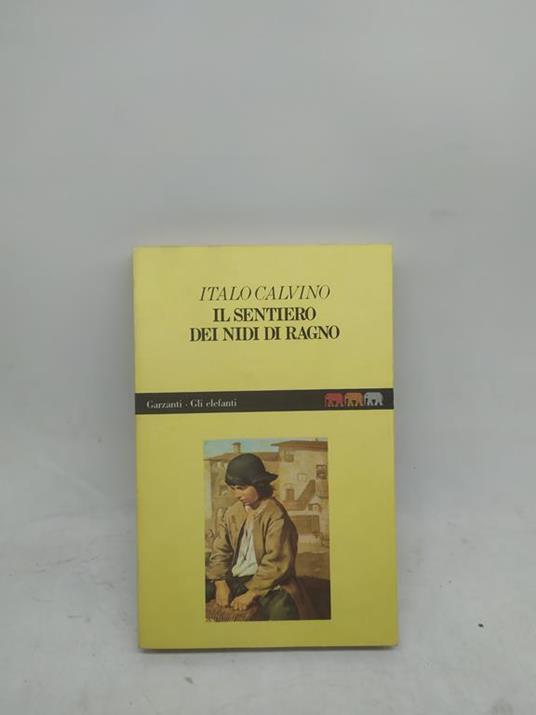 ITALO CALVINO
IL SENTIERO
DEI NIDI DI RAGNO
Garzanti · Gli elefanti